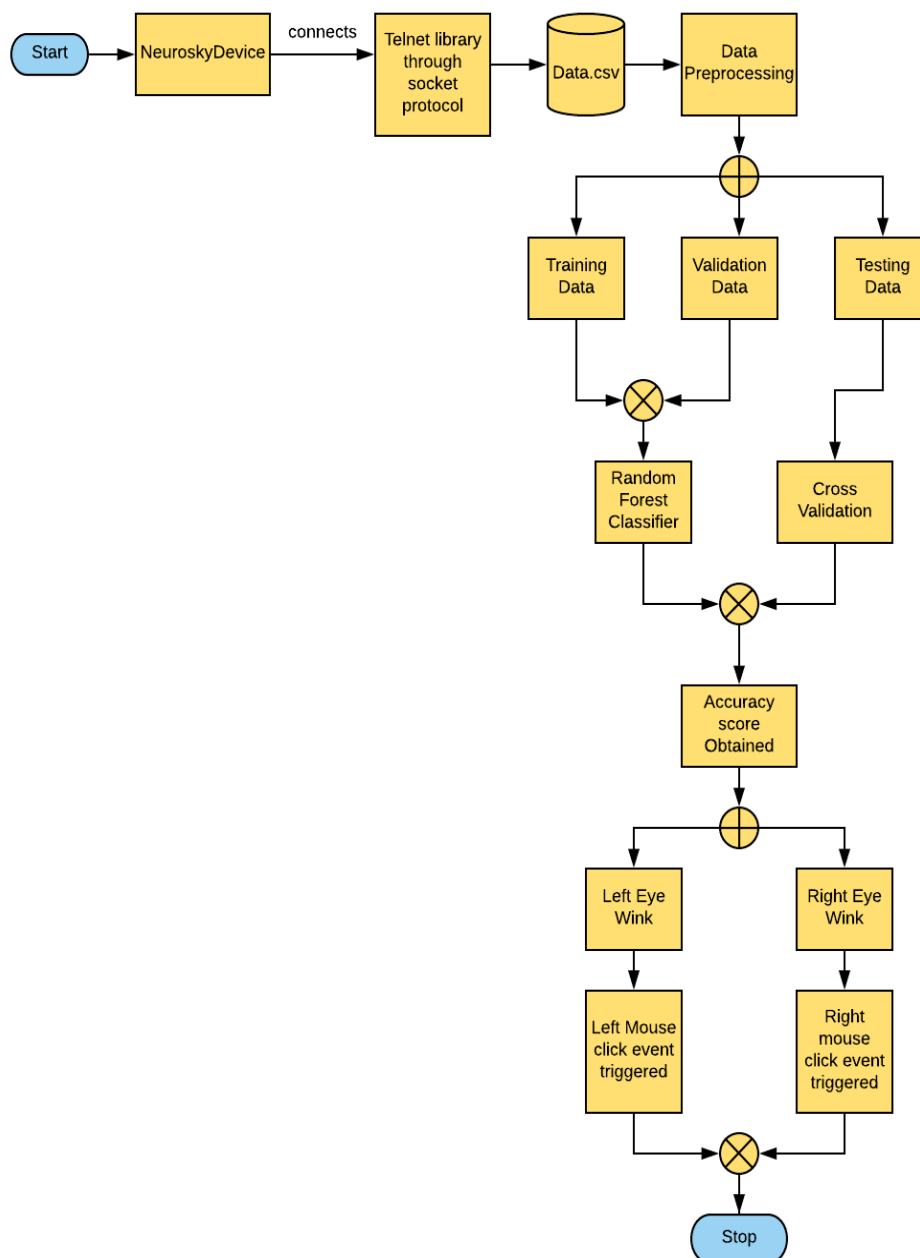 Start
NeuroskyDevice
connects
Telnet library
through
socket
protocol
Data.csv
Data
Preprocessing
Training
Data
Validation
Data
Testing
Data
Random
Forest
Classifier
Cross
Validation
Accuracy
score
Obtained
Left Eye
Wink
Right Eye
Wink
Left Mouse
click event
triggered
Right
mouse
click event
triggered
Stop